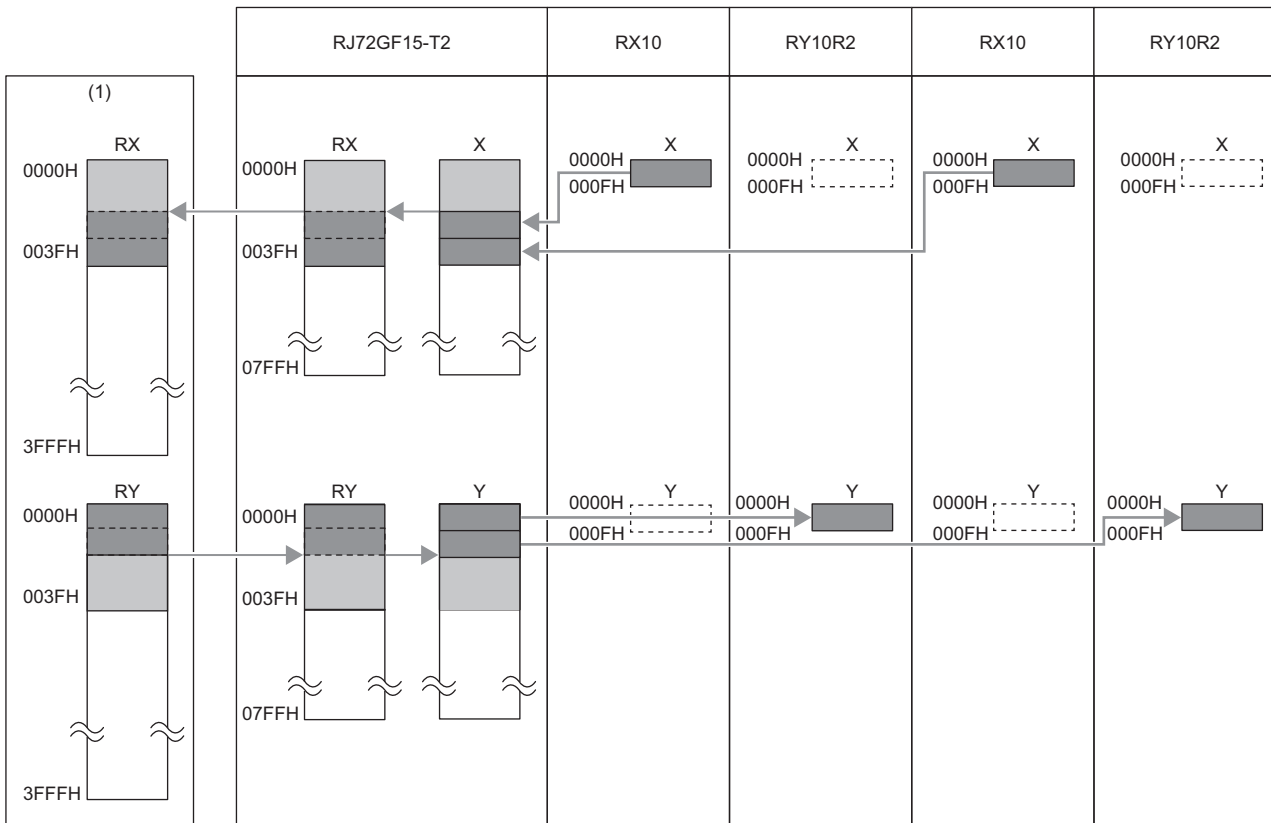 RJ72GF15-T2 RX10 RY10R2 RX10 RY10R2
(1)
RX RX X X X X X
0000H 0000H 0000H 0000H 0000H 0000H
000FH 000FH 000FH 000FH
003FH 003FH
07FFH
3FFFH
RY RY Y Y Y Y Y
0000H 0000H 0000H 0000H 0000H 0000H
000FH 000FH 000FH 000FH
003FH 003FH
07FFH
3FFFH